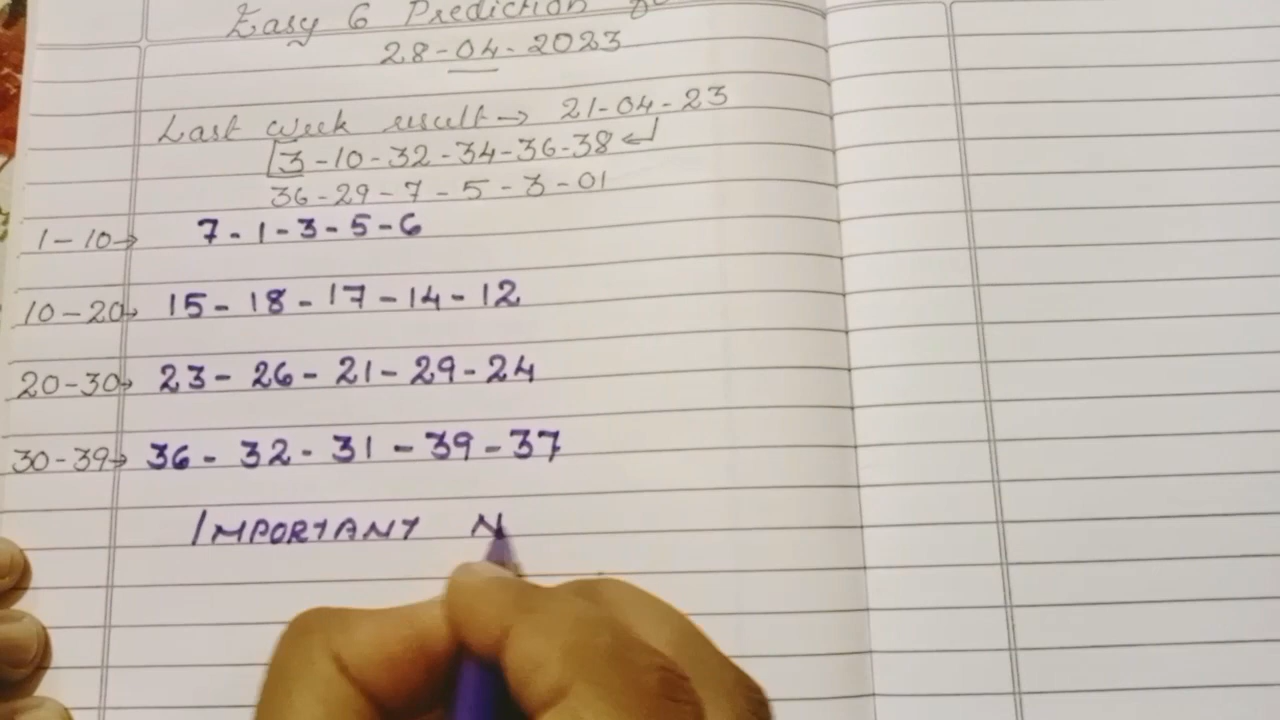 Easy 6 Prediction
28-04-2023
Last week result → 21-04-23
3-10-32-34-36-38
36-29-7-5-3-01
1-10→ 7-1-3-5-6
10-20→ 15-18-17-14-12
20-30→ 23-26-21-29-24
30-39→ 36-32-31-39-37
IMPORTANT N